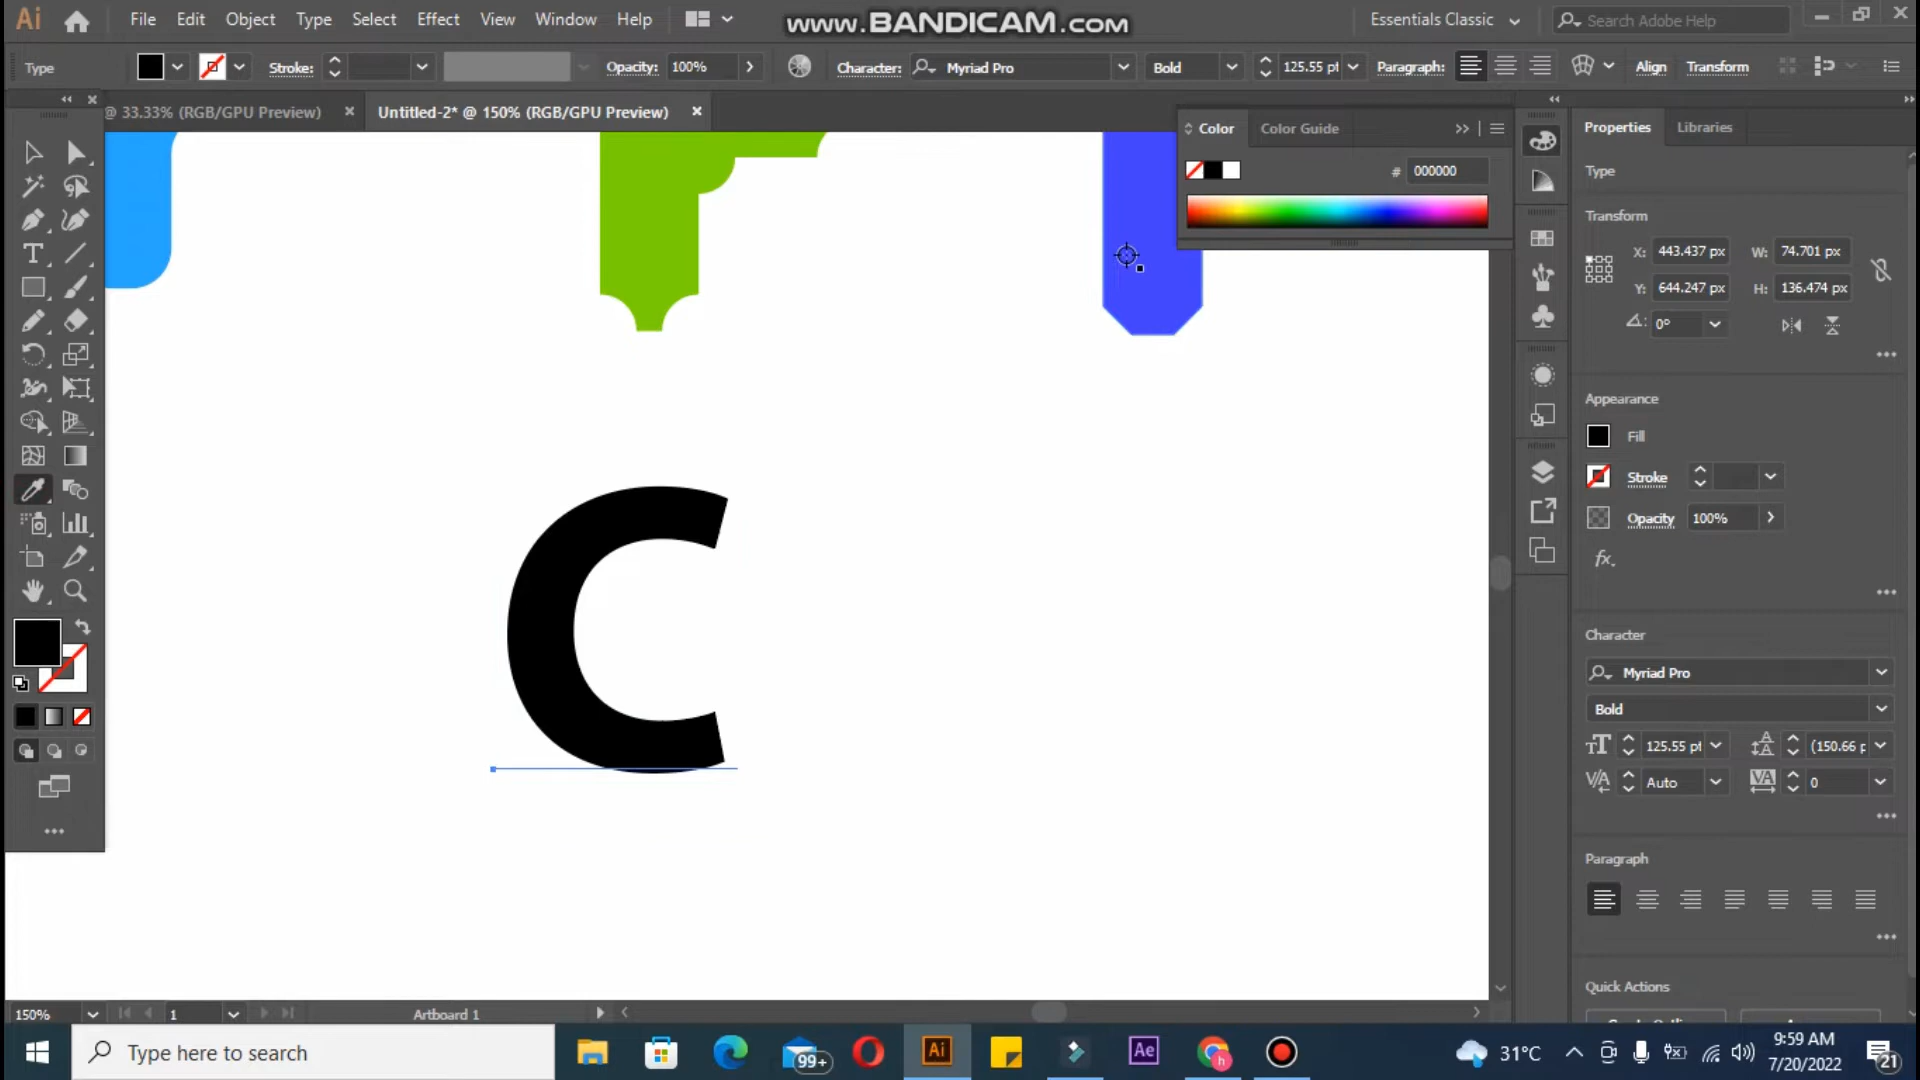 Ai File Edit Object Type Select Effect View Window Help www.BANDICAM.com Essentials Classic Search Adobe Help
Type Stroke: Opacity: 100% Character: Myriad Pro Bold 125.55 pt Paragraph: Align Transform
@ 33.33% (RGB/GPU Preview) Untitled-2* @ 150% (RGB/GPU Preview)
Color Color Guide
# 000000
Properties Libraries
Type
Transform
X: 443.437 px W: 74.701 px
Y: 644.247 px H: 136.474 px
0°
Appearance
Fill
Stroke
Opacity 100%
fx.
Character
Myriad Pro
Bold
125.55 pt (150.66 p
Auto 0
Paragraph
Quick Actions
C
150% 1 Artboard 1
Type here to search 99+ Ai Ae h 31°C 9:59 AM
7/20/2022 21